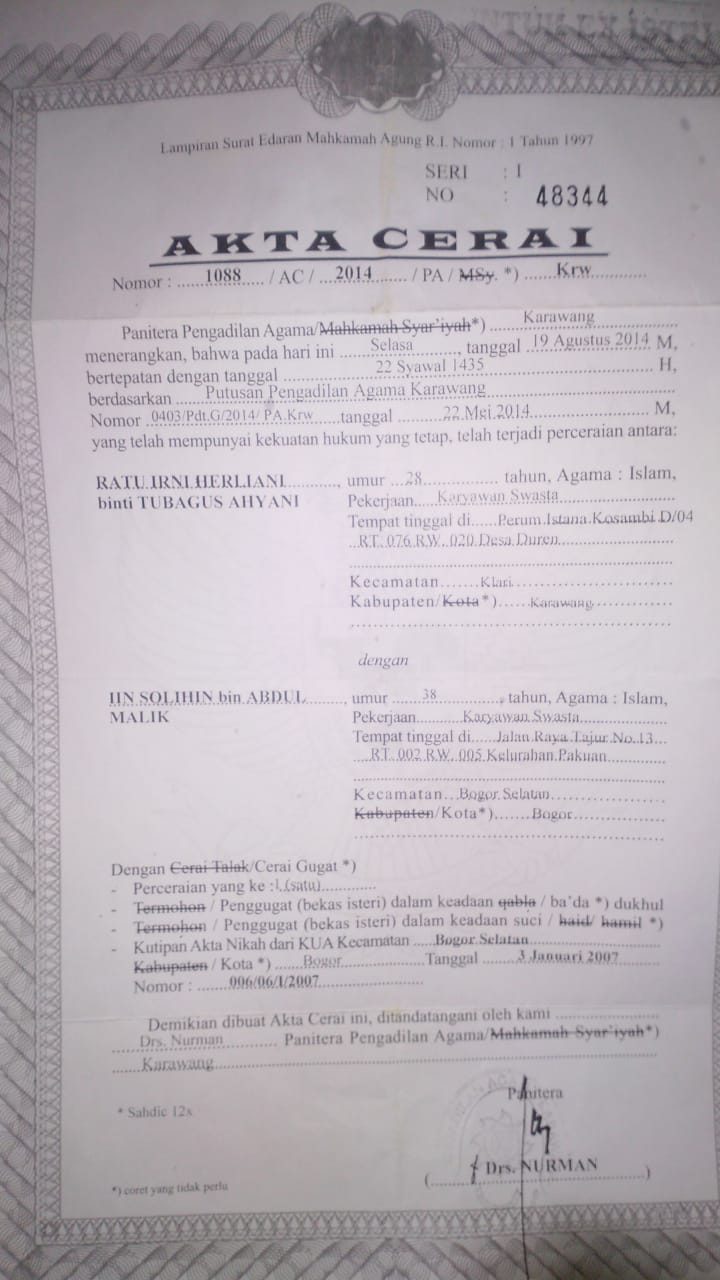 Lampiran Surat Edaran Mahkamah Agung R.I. Nomor : 1 Tahun 1997
SERI : I
NO : 48344
AKTA CERAI
Nomor : ....1088..../ AC / ...2014......../ PA / MSy. *) ......Krw............
Panitera Pengadilan Agama/Mahkamah Syar'iyah*) ....Karawang....
menerangkan, bahwa pada hari ini ......Selasa........., tanggal .19 Agustus 2014 M,
bertepatan dengan tanggal ............22 Syawal 1435............ H,
berdasarkan ......Putusan Pengadilan Agama Karawang............
Nomor .0403/Pdt.G/2014/ PA.Krw .....tanggal ..........22 Mei 2014............ M,
yang telah mempunyai kekuatan hukum yang tetap, telah terjadi perceraian antara:
RATU IRNI HERLIANI..........., umur ...28............... tahun, Agama : Islam,
binti TUBAGUS AHYANI Pekerjaan.....Karyawan Swasta............
Tempat tinggal di.....Perum.Istana.Kosambi D/04
..RT. 076 RW. 020 Desa Duren............
Kecamatan.......Klari............
Kabupaten/Kota*)......Karawang............
dengan
IIN SOLIHIN bin ABDUL........, umur ......38............, tahun, Agama : Islam,
MALIK Pekerjaan.........Karyawan Swasta............
Tempat tinggal di.....Jalan Raya Tajur No.13...
....RT. 002 RW. 005 Kelurahan Pakuan............
Kecamatan...Bogor Selatan............
Kabupaten/Kota*).......Bogor............
Dengan Cerai Talak/Cerai Gugat *)
- Perceraian yang ke :1.(satu)............
- Termohon / Penggugat (bekas isteri) dalam keadaan qabla / ba'da *) dukhul
- Termohon / Penggugat (bekas isteri) dalam keadaan suci / haid/ hamil *)
- Kutipan Akta Nikah dari KUA Kecamatan .....Bogor Selatan............
Kabupaten / Kota *) ......Bogor............Tanggal .......3 Januari 2007......
Nomor : .......006/06/I/2007............
Demikian dibuat Akta Cerai ini, ditandatangani oleh kami ............
......Drs. Nurman .......... Panitera Pengadilan Agama/Mahkamah Syar'iyah*)
......Karawang............
Panitera
* Sahdie 12x
Drs. NURMAN
(............)
*) coret yang tidak perlu